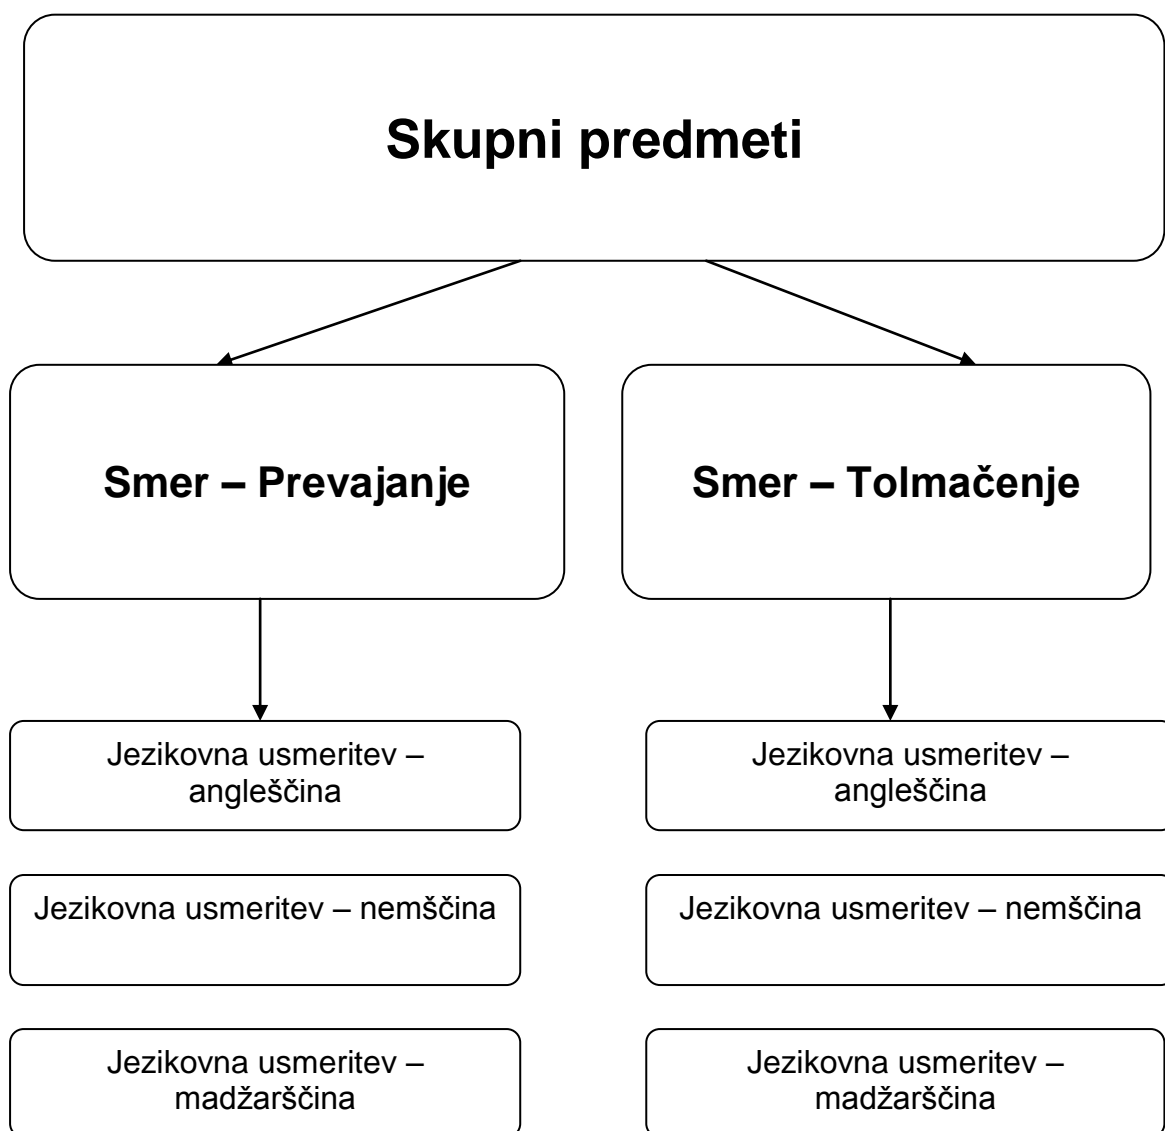 Skupni predmeti
Smer – Prevajanje
Smer – Tolmačenje
Jezikovna usmeritev –
angleščina
Jezikovna usmeritev –
angleščina
Jezikovna usmeritev – nemščina
Jezikovna usmeritev – nemščina
Jezikovna usmeritev –
madžarščina
Jezikovna usmeritev –
madžarščina